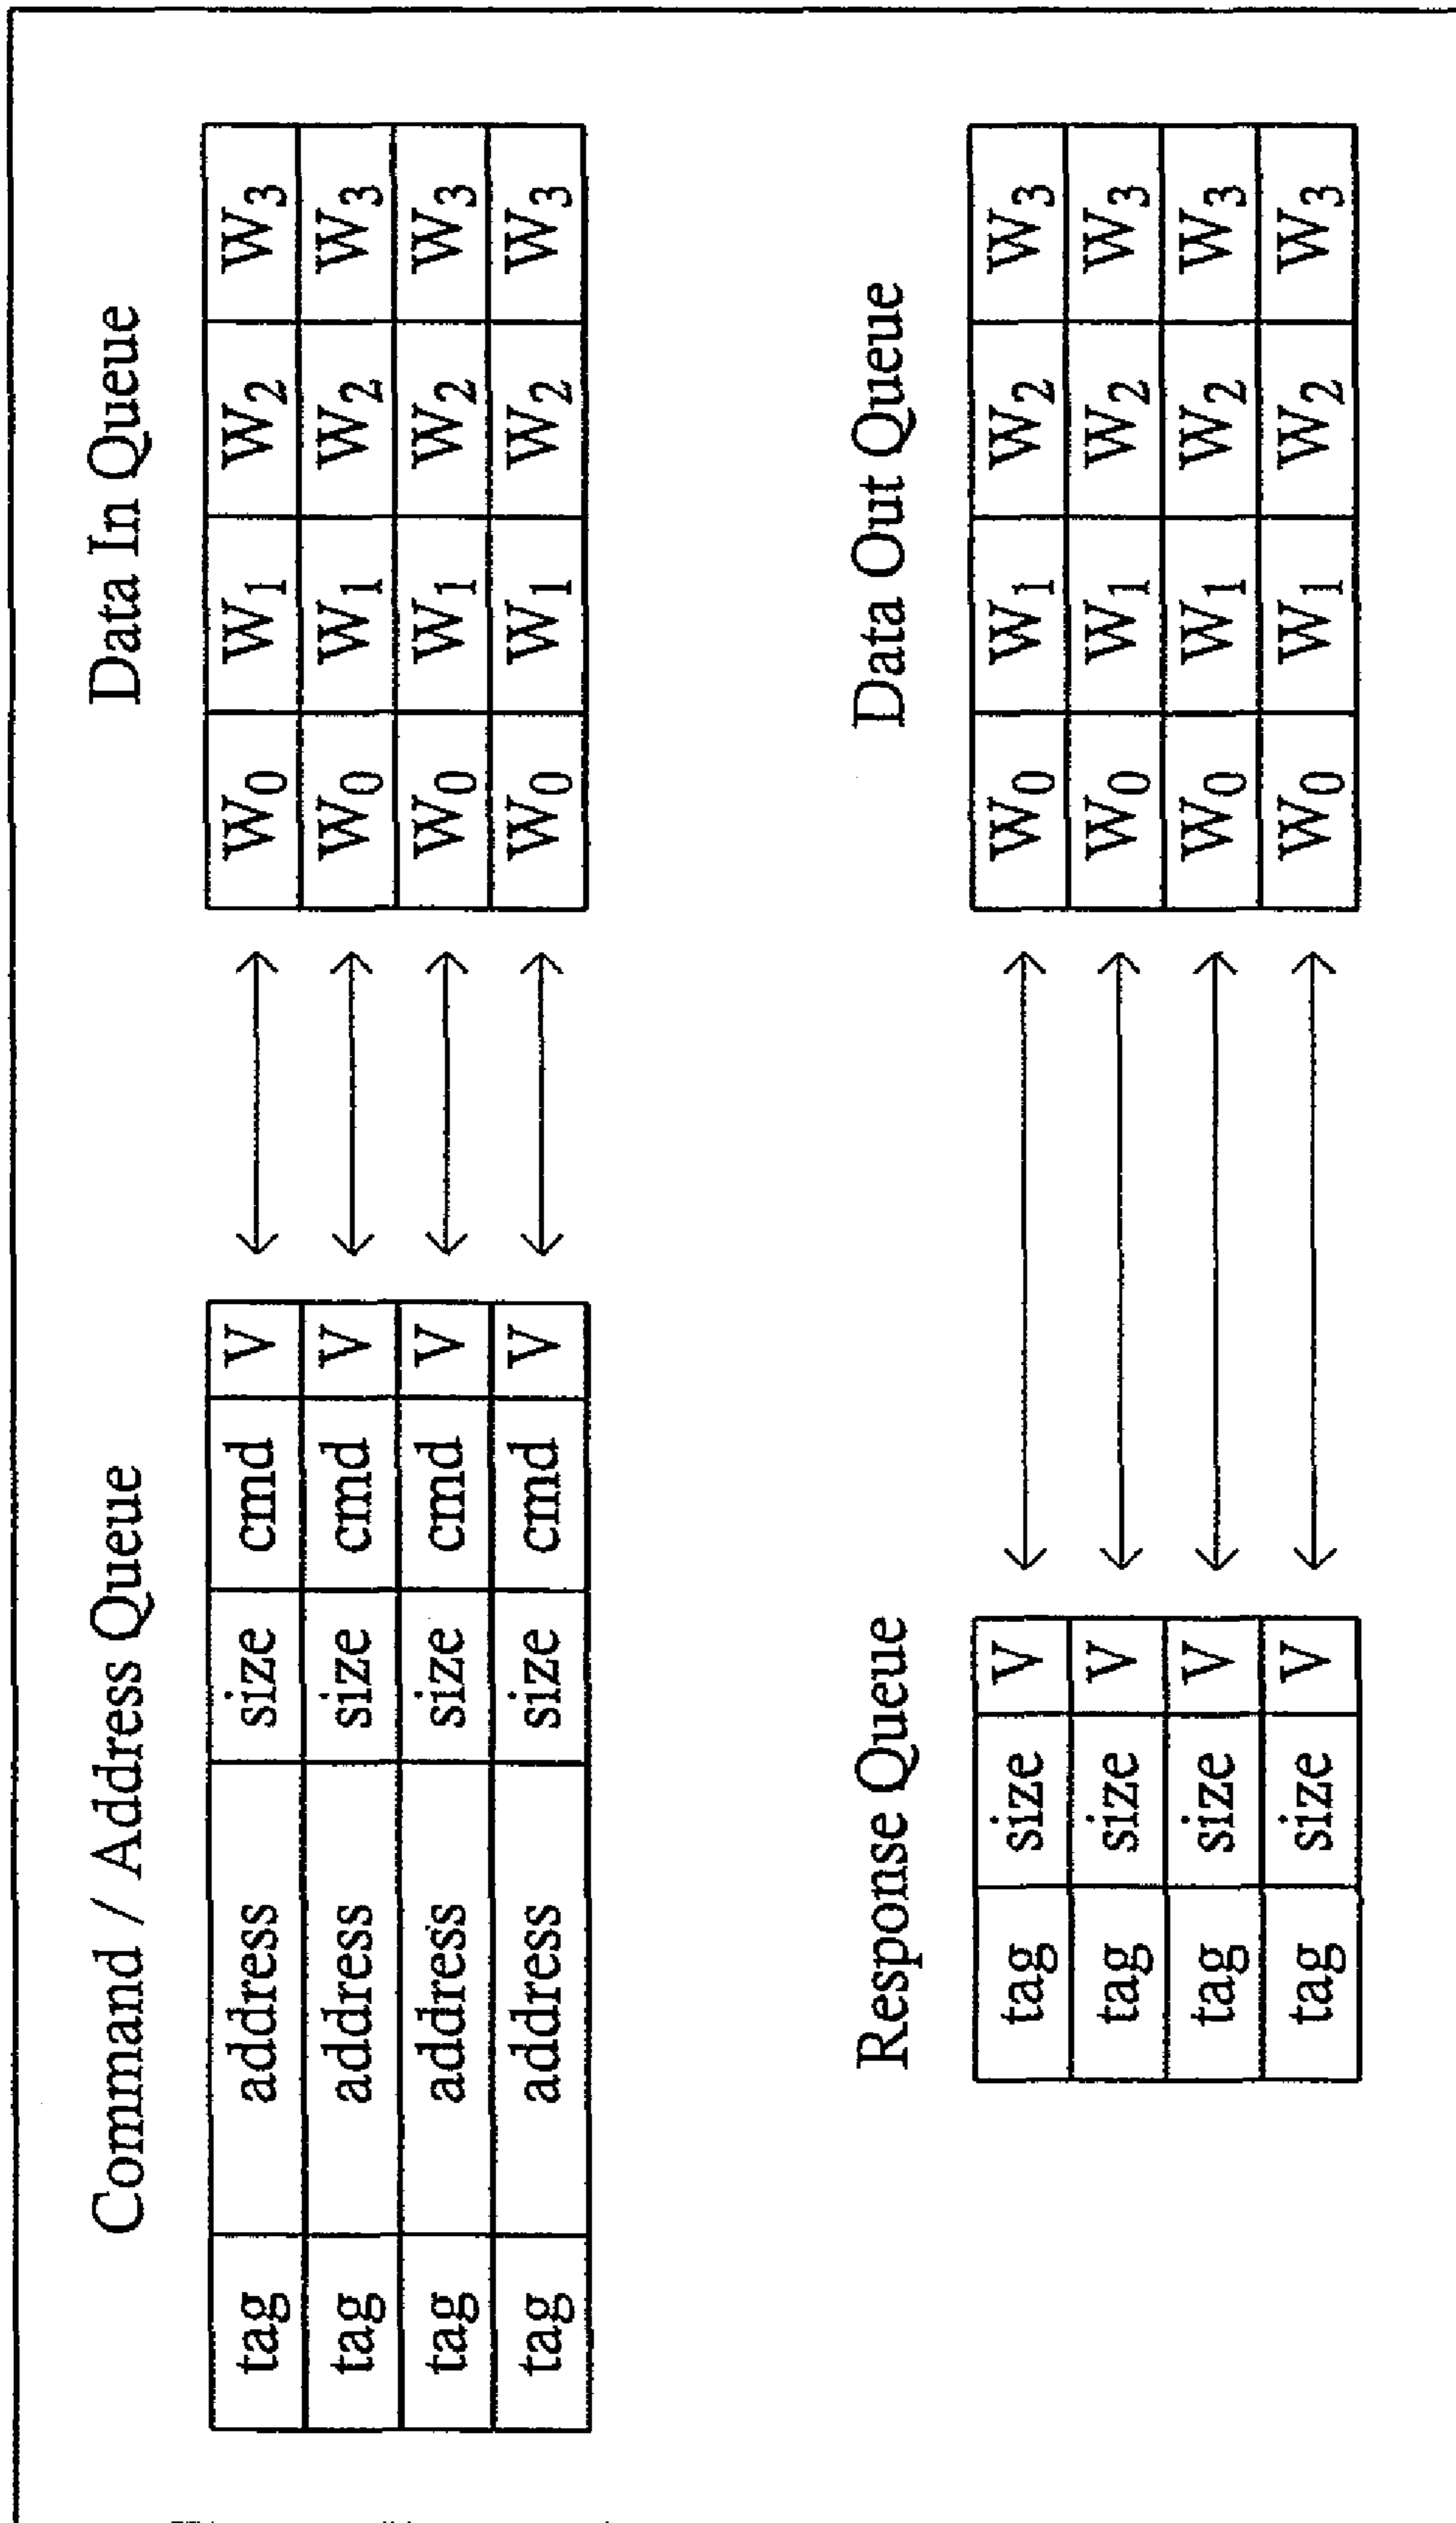 Command / Address Queue
Data In Queue
tag address size cmd V W0 W1 W2 W3
tag address size cmd V W0 W1 W2 W3
tag address size cmd V W0 W1 W2 W3
tag address size cmd V W0 W1 W2 W3
Response Queue
Data Out Queue
tag size V W0 W1 W2 W3
tag size V W0 W1 W2 W3
tag size V W0 W1 W2 W3
tag size V W0 W1 W2 W3